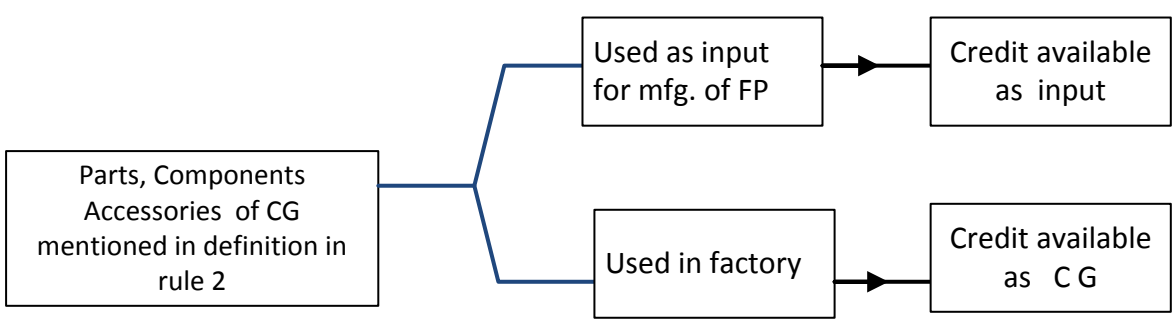 Used as input
for mfg. of FP
Credit available
as input
Parts, Components
Accessories of CG
mentioned in definition in
rule 2
Used in factory
Credit available
as C G